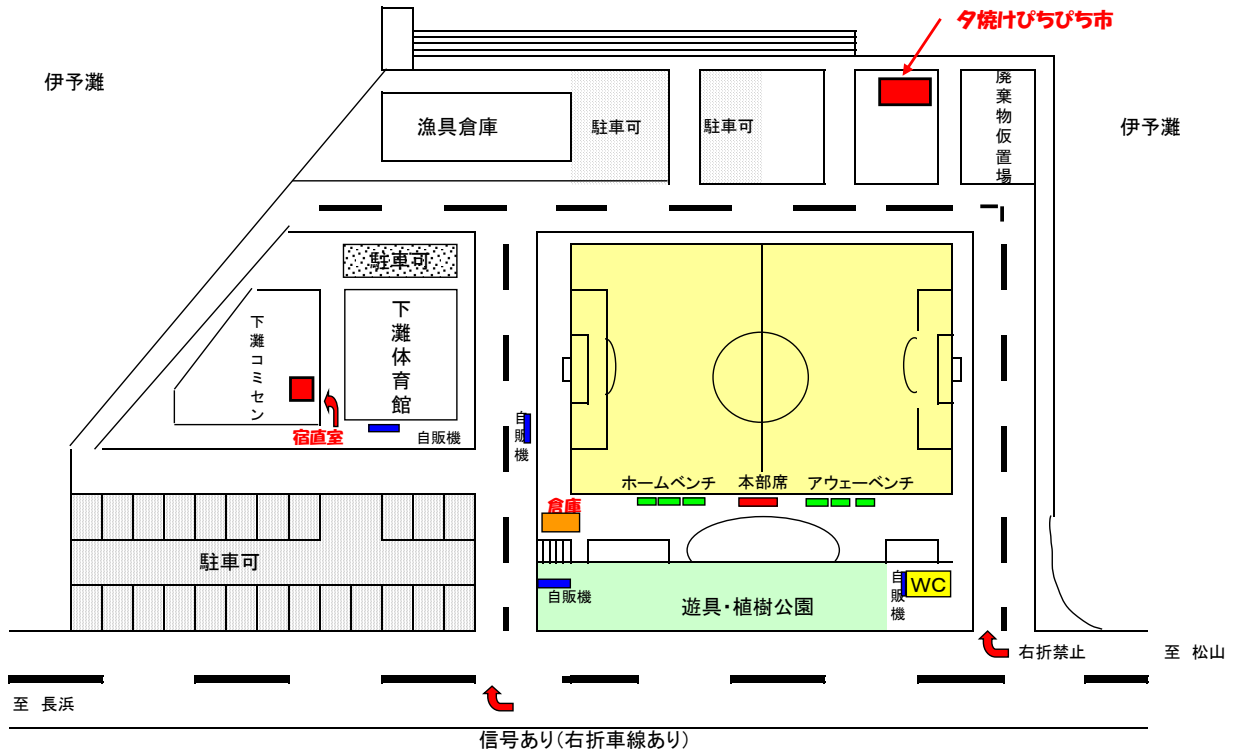 夕焼けぴちぴち市
伊予灘
漁具倉庫
駐車可
駐車可
廃棄物仮置場
伊予灘
駐車可
下灘コミセン
下灘体育館
宿直室
自販機
自販機
ホームベンチ
本部席
アウェーベンチ
倉庫
駐車可
自販機
遊具・植樹公園
自販機
WC
右折禁止
至 松山
至 長浜
信号あり(右折車線あり)